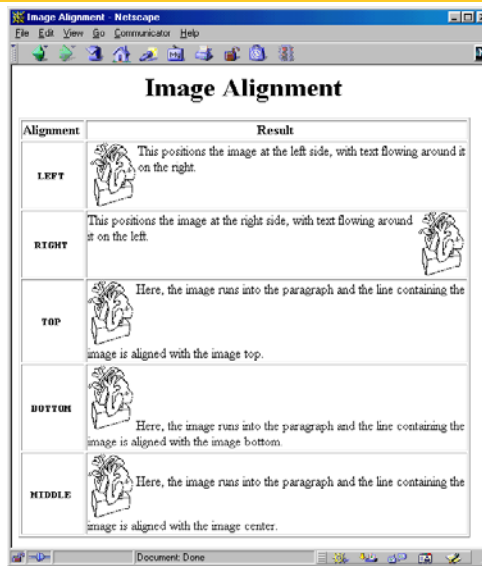 Image Alignment - Netscape
File Edit View Go Communicator Help
Image Alignment
Alignment Result
LEFT
This positions the image at the left side, with text flowing around it
on the right.
RIGHT
This positions the image at the right side, with text flowing around
it on the left.
TOP
Here, the image runs into the paragraph and the line containing the
image is aligned with the image top.
BOTTOM
Here, the image runs into the paragraph and the line containing the
image is aligned with the image bottom.
MIDDLE
Here, the image runs into the paragraph and the line containing the
image is aligned with the image center.
Document: Done